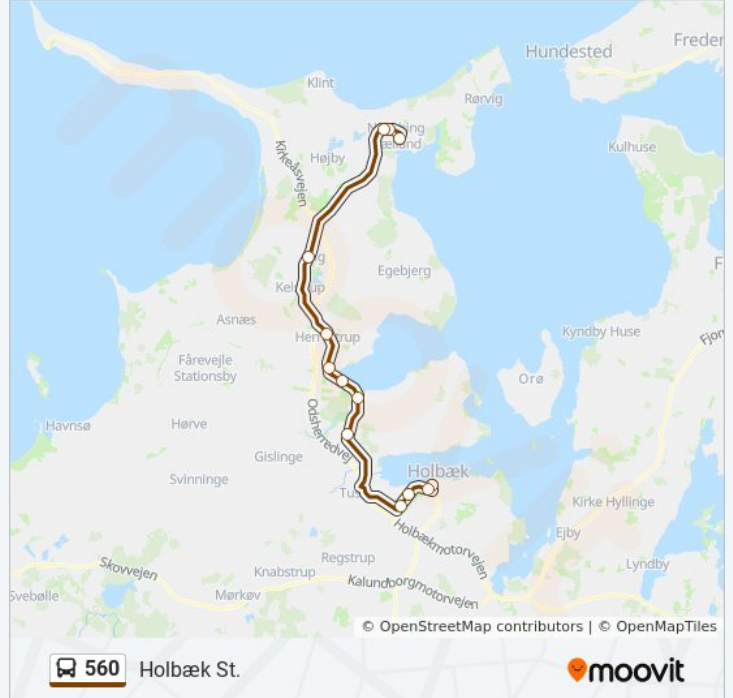 Hundested
Freder
Klint
Rørvig
Kulhuse
Højby
Kirkeåsvejen
Egebjerg
Asnæs
Kyndby Huse
Fårevejle
Stationsby
Orø
Havnsø
Hørve
Odsherredvej
Gislinge
Holbæk
Svinninge
Kirke Hyllinge
Holbækmotorvejen
Ejby
Regstrup
Lyndby
Skovvejen
Knabstrup
Kalundborgmotorvejen
Svebølle
Mørkøv
© OpenStreetMap contributors | © OpenMapTiles
560 Holbæk St.
moovit